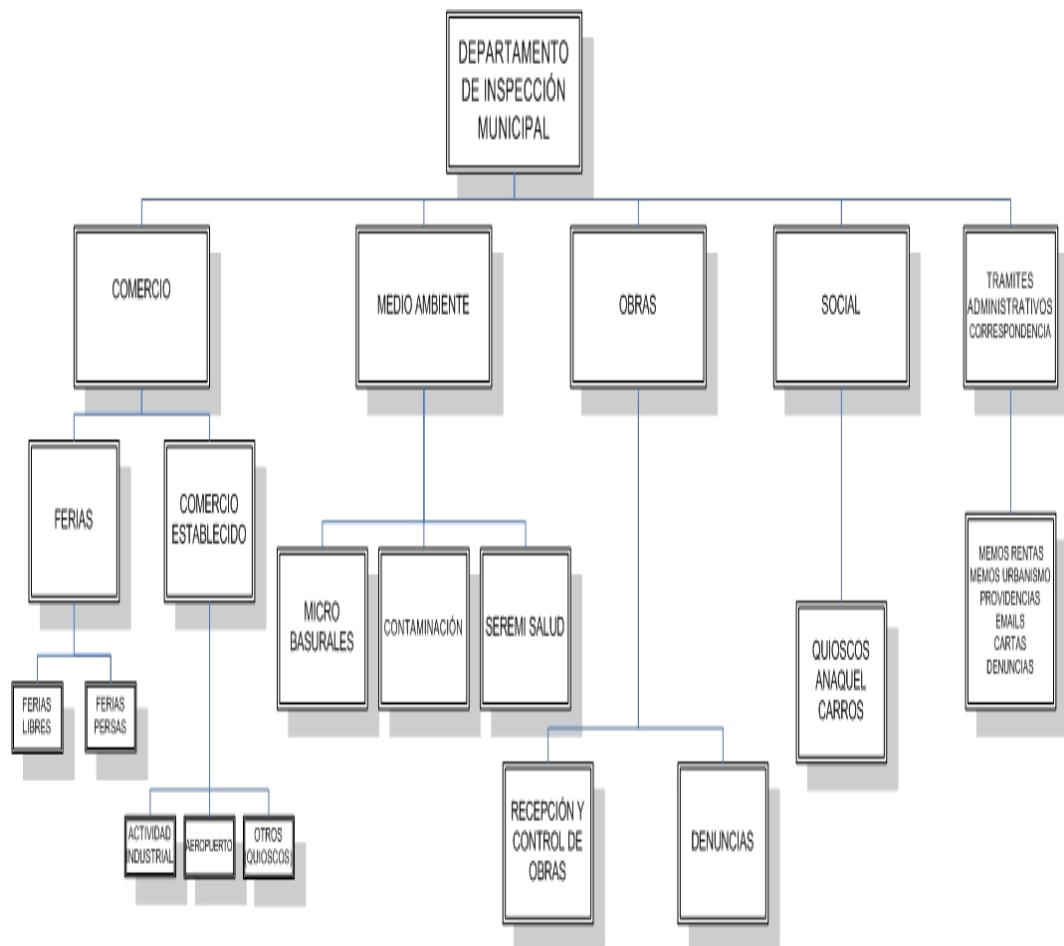 DEPARTAMENTO
DE INSPECCIÓN
MUNICIPAL
COMERCIO
MEDIO AMBIENTE
OBRAS
SOCIAL
TRAMITES
ADMINISTRATIVOS
CORRESPONDENCIA
FERIAS
COMERCIO
ESTABLECIDO
MICRO
BASURALES
CONTAMINACIÓN
SEREMI SALUD
QUIOSCOS
ANAQUEL
CARROS
MEMOS RENTAS
MEMOS URBANISMO
PROVIDENCIAS
EMAILS
CARTAS
DENUNCIAS
FERIAS
LIBRES
FERIAS
PERSAS
ACTIVIDAD
INDUSTRIAL
AEROPUERTO
OTROS
(QUIOSCOS)
RECEPCIÓN Y
CONTROL DE
OBRAS
DENUNCIAS